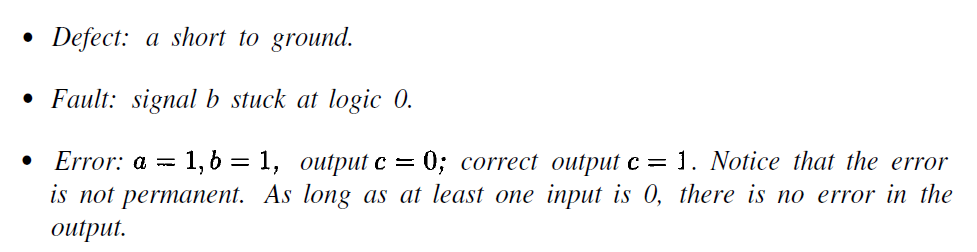 • Defect: a short to ground.
• Fault: signal b stuck at logic 0.
• Error: a = 1, b = 1, output c = 0; correct output c = 1. Notice that the error
is not permanent. As long as at least one input is 0, there is no error in the
output.